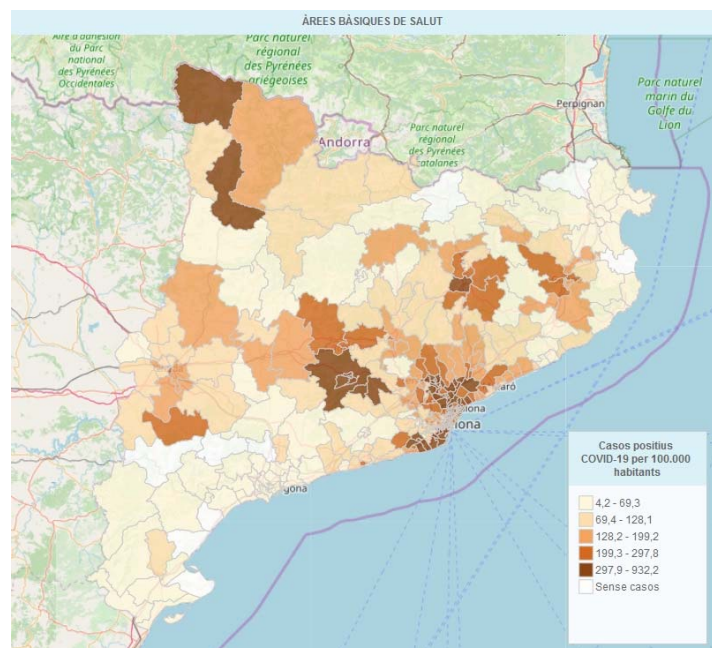 ÀREES BÀSIQUES DE SALUT
Aire d'adhésion
du Parc
national
des Pyrénées
Occidentales
Parc naturel
régional
des Pyrénées
ariégeoises
Perpignan
Parc naturel
marin du
Golfe du
Lion
Andorra
Parc naturel
régional
des Pyrénées
catalanes
aró
lona
lona
gona
Casos positius
COVID-19 per 100.000
habitants
4,2 - 69,3
69,4 - 128,1
128,2 - 199,2
199,3 - 297,8
297,9 - 932,2
Sense casos